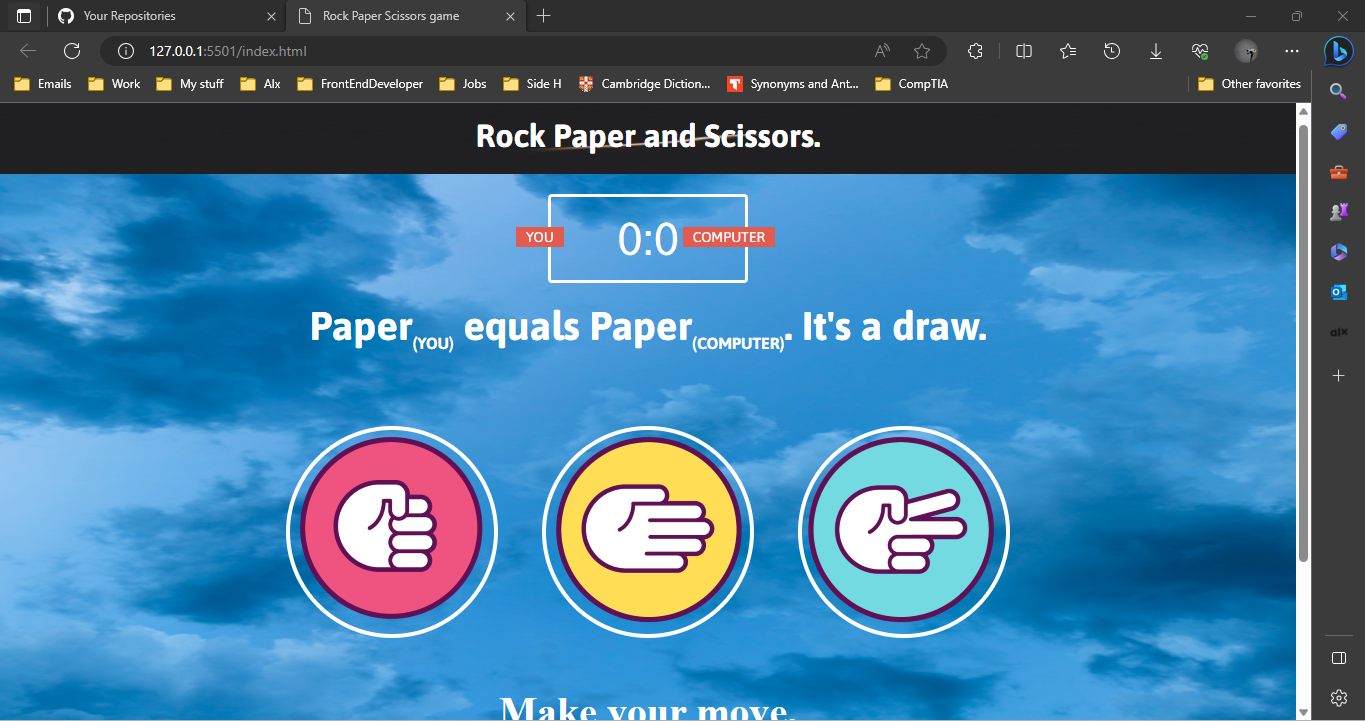 Your Repositories
Rock Paper Scissors game
127.0.0.1:5501/index.html
Emails Work My stuff Alx FrontEndDeveloper Jobs Side H Cambridge Diction... Synonyms and Ant... CompTIA Other favorites
Rock Paper and Scissors.
YOU 0:0 COMPUTER
Paper(YOU) equals Paper(COMPUTER). It's a draw.
alx
Make your move.